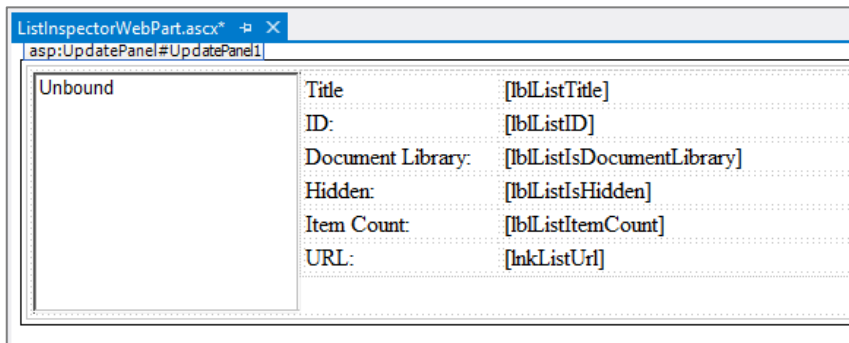 ListInspectorWebPart.ascx*
asp:UpdatePanel#UpdatePanel1
Unbound
Title [lblListTitle]
ID: [lblListID]
Document Library: [lblListIsDocumentLibrary]
Hidden: [lblListIsHidden]
Item Count: [lblListItemCount]
URL: [lnkListUrl]